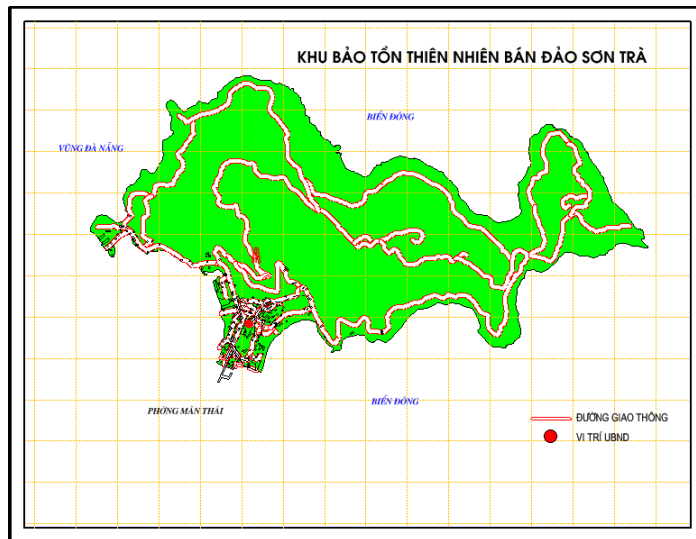 KHU BẢO TỒN THIÊN NHIÊN BÁN ĐẢO SƠN TRÀ
BIỂN ĐÔNG
VŨNG ĐÀ NẴNG
BIỂN ĐÔNG
PHƯỜNG MÂN THÁI
ĐƯỜNG GIAO THÔNG
VỊ TRÍ UBND